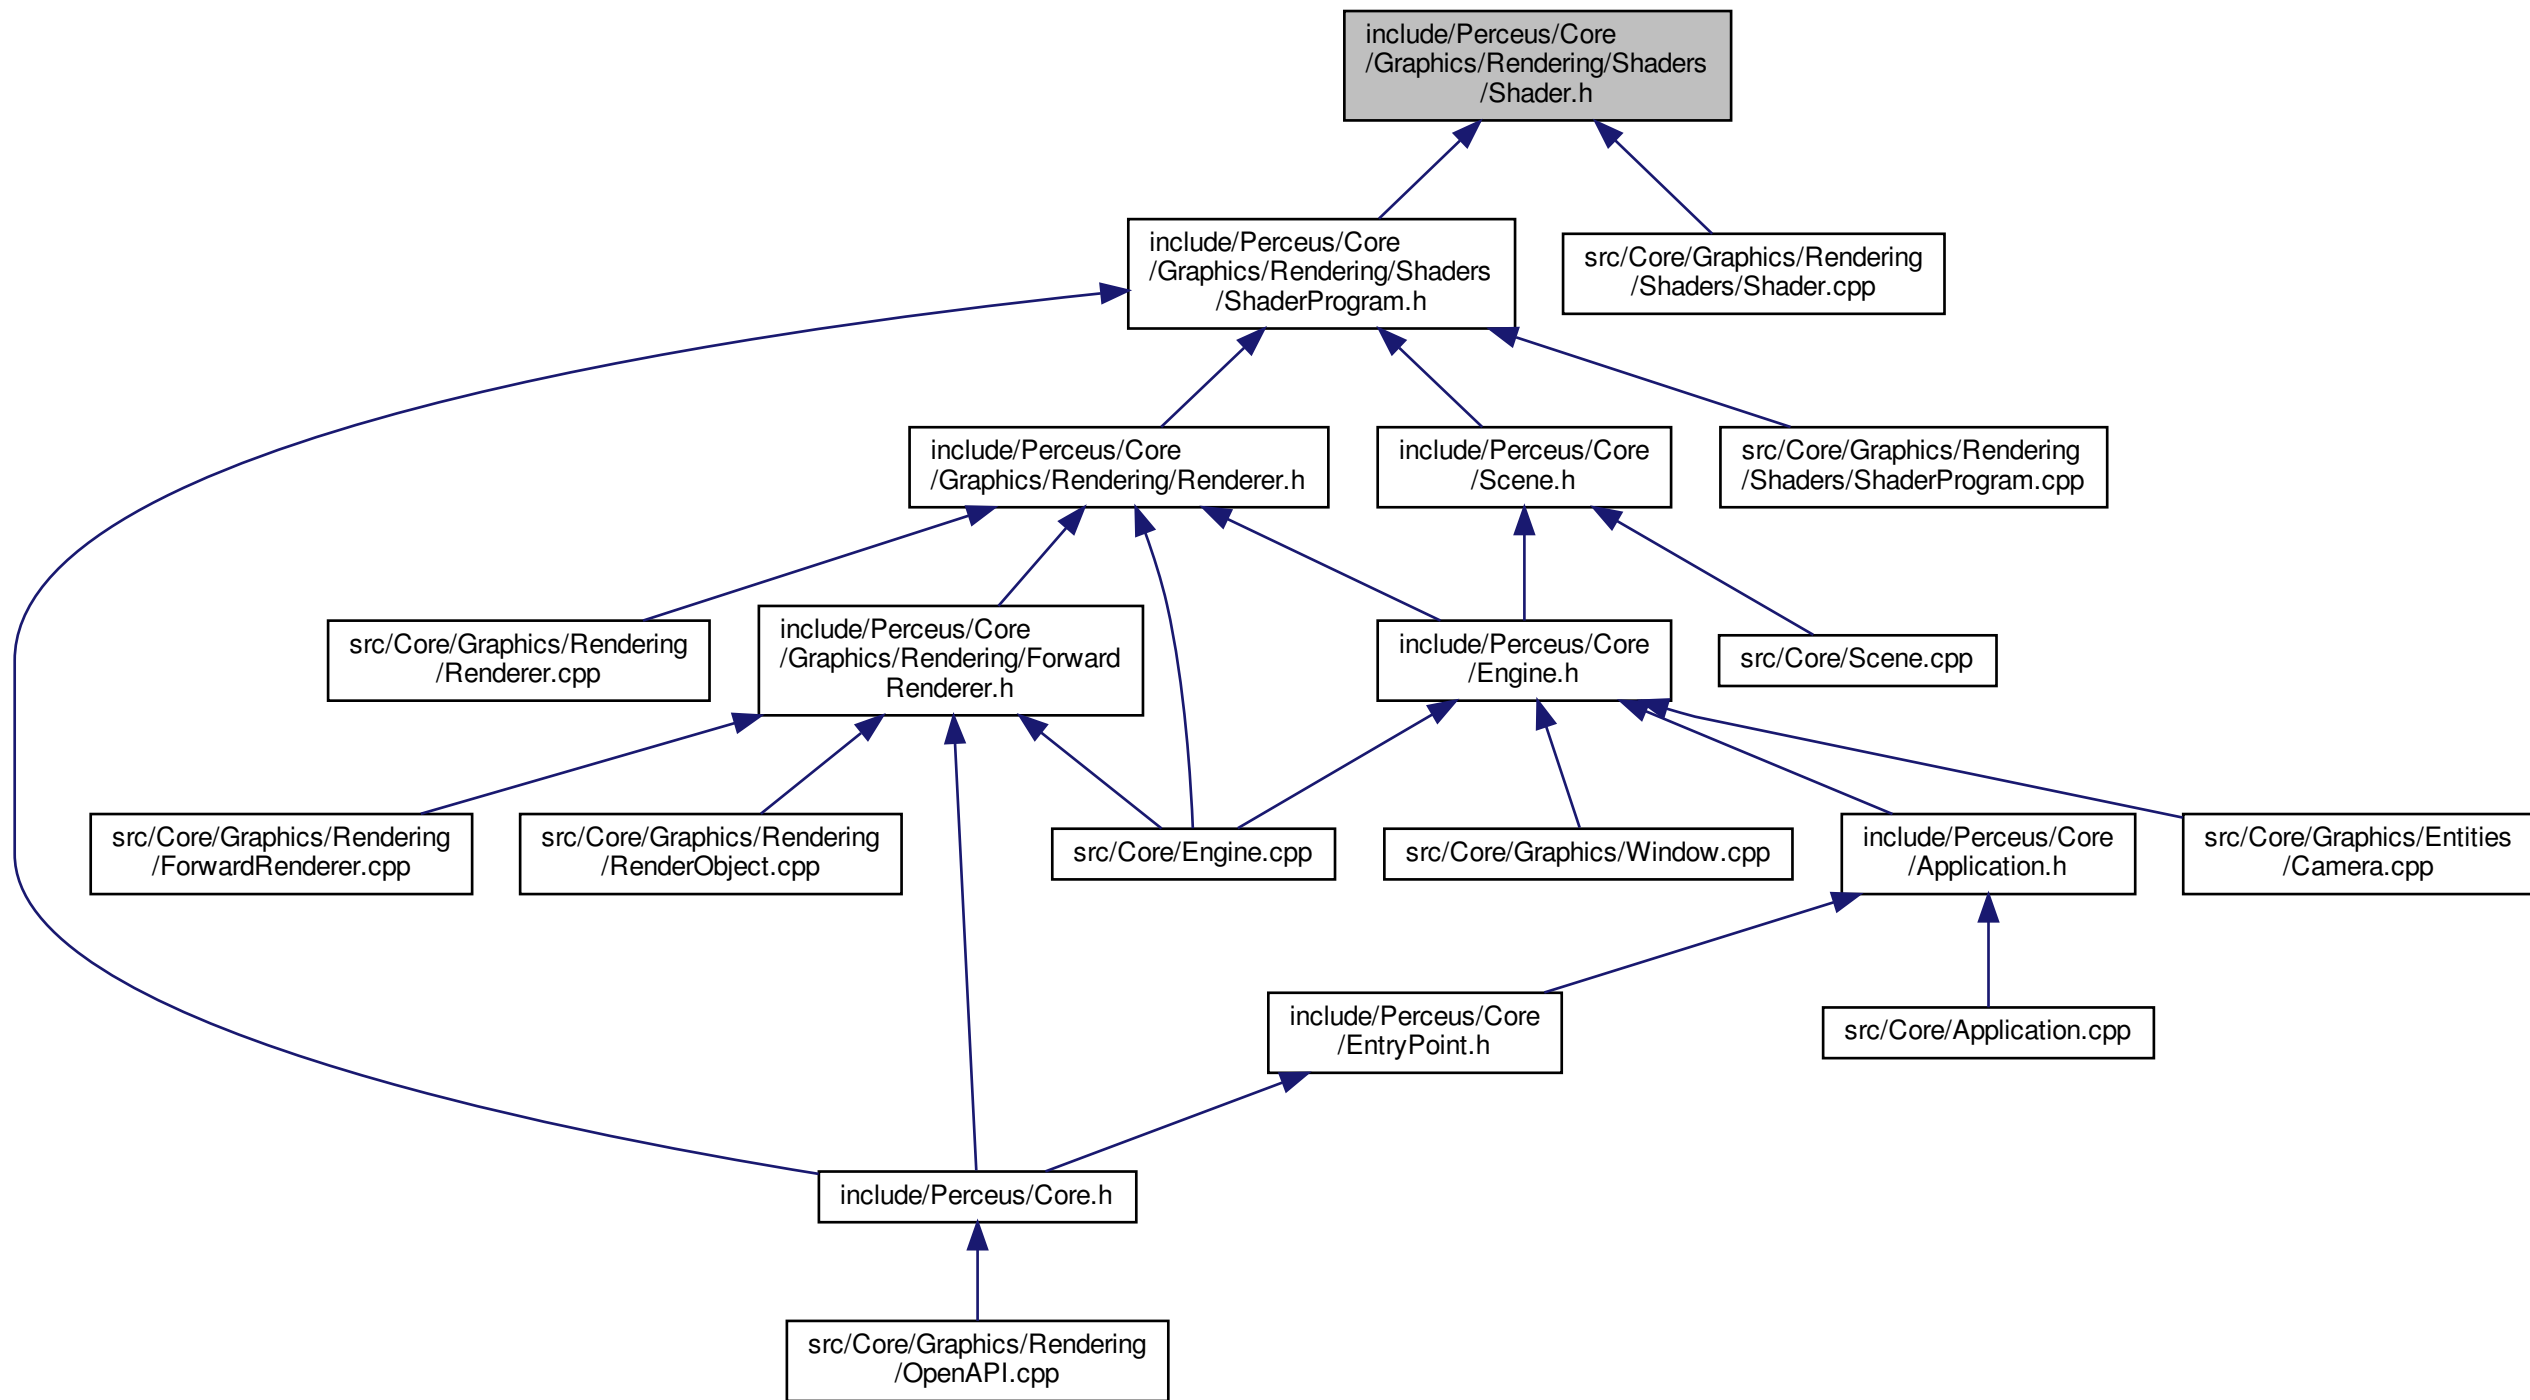 include/Perceus/Core
/Graphics/Rendering/Shaders
/Shader.h
include/Perceus/Core
/Graphics/Rendering/Shaders
/ShaderProgram.h
src/Core/Graphics/Rendering
/Shaders/Shader.cpp
include/Perceus/Core
/Graphics/Rendering/Renderer.h
include/Perceus/Core
/Scene.h
src/Core/Graphics/Rendering
/Shaders/ShaderProgram.cpp
src/Core/Graphics/Rendering
/Renderer.cpp
include/Perceus/Core
/Graphics/Rendering/Forward
Renderer.h
include/Perceus/Core
/Engine.h
src/Core/Scene.cpp
src/Core/Graphics/Rendering
/ForwardRenderer.cpp
src/Core/Graphics/Rendering
/RenderObject.cpp
src/Core/Engine.cpp
src/Core/Graphics/Window.cpp
include/Perceus/Core
/Application.h
src/Core/Graphics/Entities
/Camera.cpp
include/Perceus/Core
/EntryPoint.h
src/Core/Application.cpp
include/Perceus/Core.h
src/Core/Graphics/Rendering
/OpenAPI.cpp